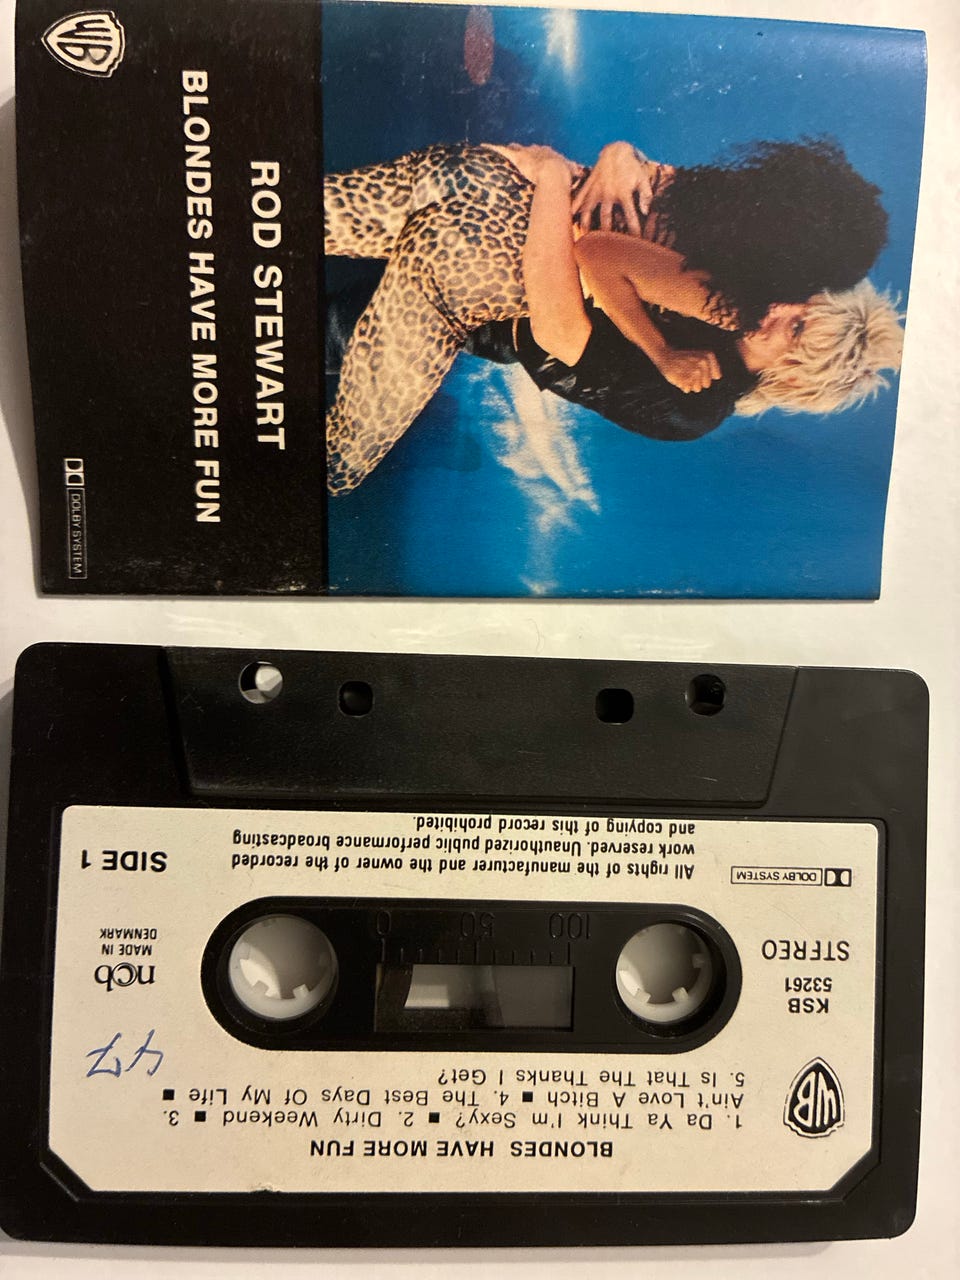 WB
ROD STEWART
BLONDES HAVE MORE FUN
DOLBY SYSTEM
BLONDES HAVE MORE FUN
1. Da Ya Think I'm Sexy? ■ 2. Dirty Weekend ■ 3.
Ain't Love A Bitch ■ 4. The Best Days Of My Life ■
5. Is That The Thanks I Get?
WB
47
KSB
53261
STEREO
100 50 0
ncb
MADE IN
DENMARK
DOLBY SYSTEM
SIDE 1
All rights of the manufacturer and the owner of the recorded
work reserved. Unauthorized public performance broadcasting
and copying of this record prohibited.